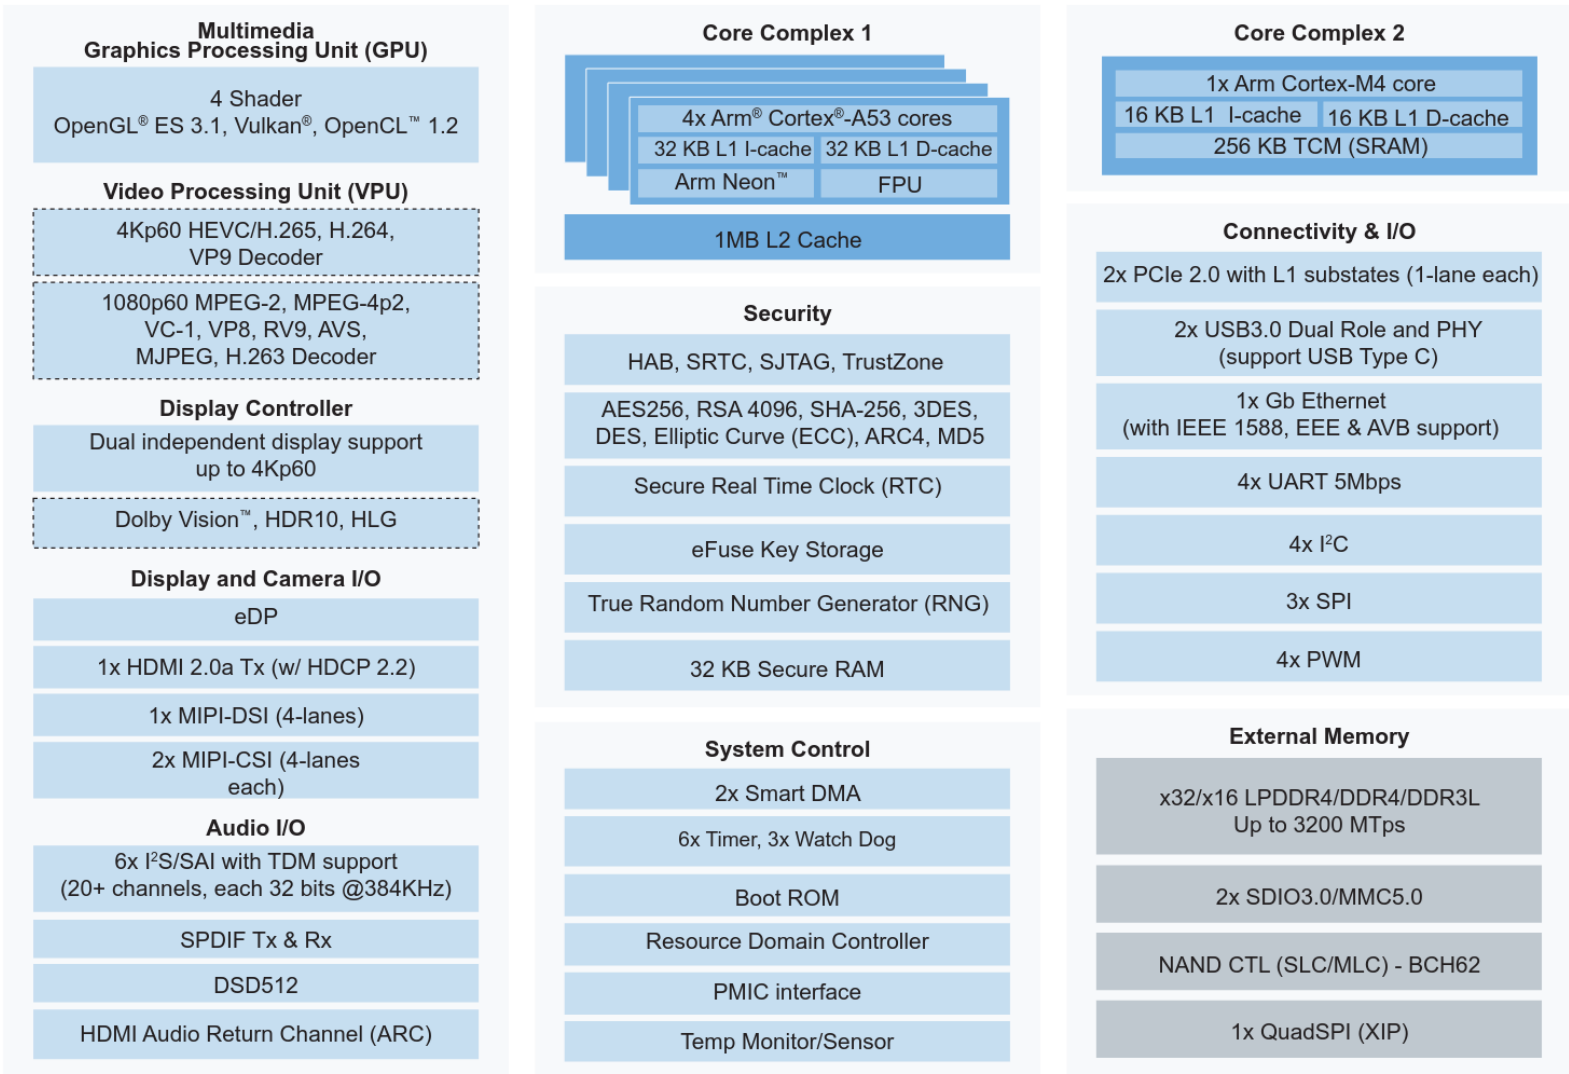 Multimedia
Graphics Processing Unit (GPU)
4 Shader
OpenGL® ES 3.1, Vulkan®, OpenCL™ 1.2
Video Processing Unit (VPU)
4Kp60 HEVC/H.265, H.264,
VP9 Decoder
1080p60 MPEG-2, MPEG-4p2,
VC-1, VP8, RV9, AVS,
MJPEG, H.263 Decoder
Display Controller
Dual independent display support
up to 4Kp60
Dolby Vision™, HDR10, HLG
Display and Camera I/O
eDP
1x HDMI 2.0a Tx (w/ HDCP 2.2)
1x MIPI-DSI (4-lanes)
2x MIPI-CSI (4-lanes
each)
Audio I/O
6x I²S/SAI with TDM support
(20+ channels, each 32 bits @384KHz)
SPDIF Tx & Rx
DSD512
HDMI Audio Return Channel (ARC)
Core Complex 1
4x Arm® Cortex®-A53 cores
32 KB L1 I-cache
32 KB L1 D-cache
Arm Neon™
FPU
1MB L2 Cache
Security
HAB, SRTC, SJTAG, TrustZone
AES256, RSA 4096, SHA-256, 3DES,
DES, Elliptic Curve (ECC), ARC4, MD5
Secure Real Time Clock (RTC)
eFuse Key Storage
True Random Number Generator (RNG)
32 KB Secure RAM
System Control
2x Smart DMA
6x Timer, 3x Watch Dog
Boot ROM
Resource Domain Controller
PMIC interface
Temp Monitor/Sensor
Core Complex 2
1x Arm Cortex-M4 core
16 KB L1 I-cache
16 KB L1 D-cache
256 KB TCM (SRAM)
Connectivity & I/O
2x PCIe 2.0 with L1 substates (1-lane each)
2x USB3.0 Dual Role and PHY
(support USB Type C)
1x Gb Ethernet
(with IEEE 1588, EEE & AVB support)
4x UART 5Mbps
4x I²C
3x SPI
4x PWM
External Memory
x32/x16 LPDDR4/DDR4/DDR3L
Up to 3200 MTps
2x SDIO3.0/MMC5.0
NAND CTL (SLC/MLC) - BCH62
1x QuadSPI (XIP)